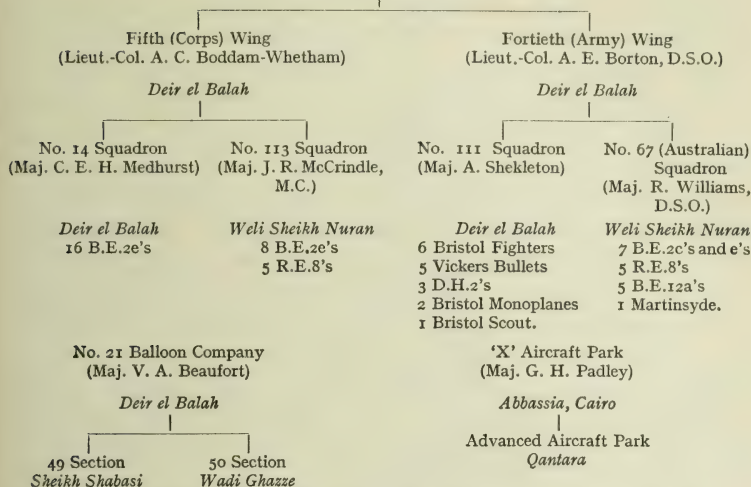 Fifth (Corps) Wing
(Lieut.-Col. A. C. Boddam-Whetham)
Deir el Balah
Fortieth (Army) Wing
(Lieut.-Col. A. E. Borton, D.S.O.)
Deir el Balah
No. 14 Squadron
(Maj. C. E. H. Medhurst)
Deir el Balah
16 B.E.2e's
No. 113 Squadron
(Maj. J. R. McCrindle,
M.C.)
Weli Sheikh Nuran
8 B.E.2e's
5 R.E.8's
No. 111 Squadron
(Maj. A. Shekleton)
Deir el Balah
6 Bristol Fighters
5 Vickers Bullets
3 D.H.2's
2 Bristol Monoplanes
1 Bristol Scout.
No. 67 (Australian)
Squadron
(Maj. R. Williams,
D.S.O.)
Weli Sheikh Nuran
7 B.E.2c's and e's
5 R.E.8's
5 B.E.12a's
1 Martinsyde.
No. 21 Balloon Company
(Maj. V. A. Beaufort)
Deir el Balah
49 Section
Sheikh Shabasi
50 Section
Wadi Ghazze
'X' Aircraft Park
(Maj. G. H. Padley)
Abbassia, Cairo
Advanced Aircraft Park
Qantara